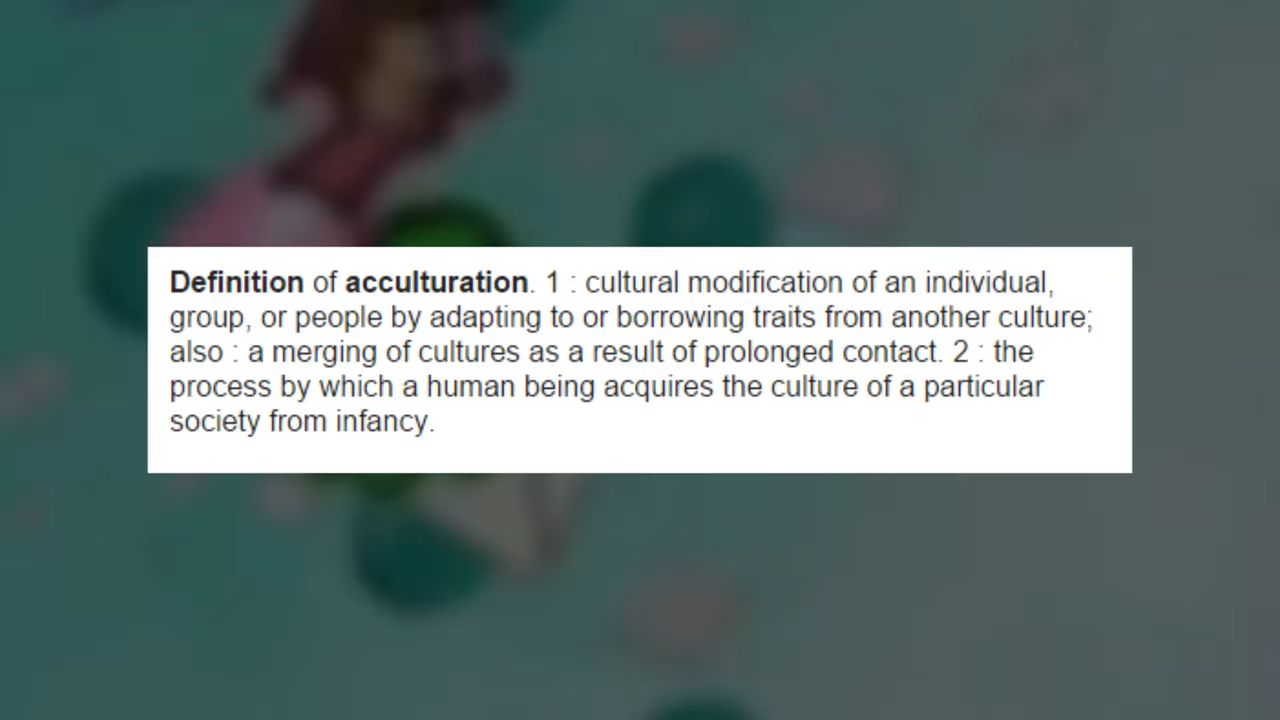 Definition of acculturation. 1 : cultural modification of an individual,
group, or people by adapting to or borrowing traits from another culture;
also : a merging of cultures as a result of prolonged contact. 2 : the
process by which a human being acquires the culture of a particular
society from infancy.